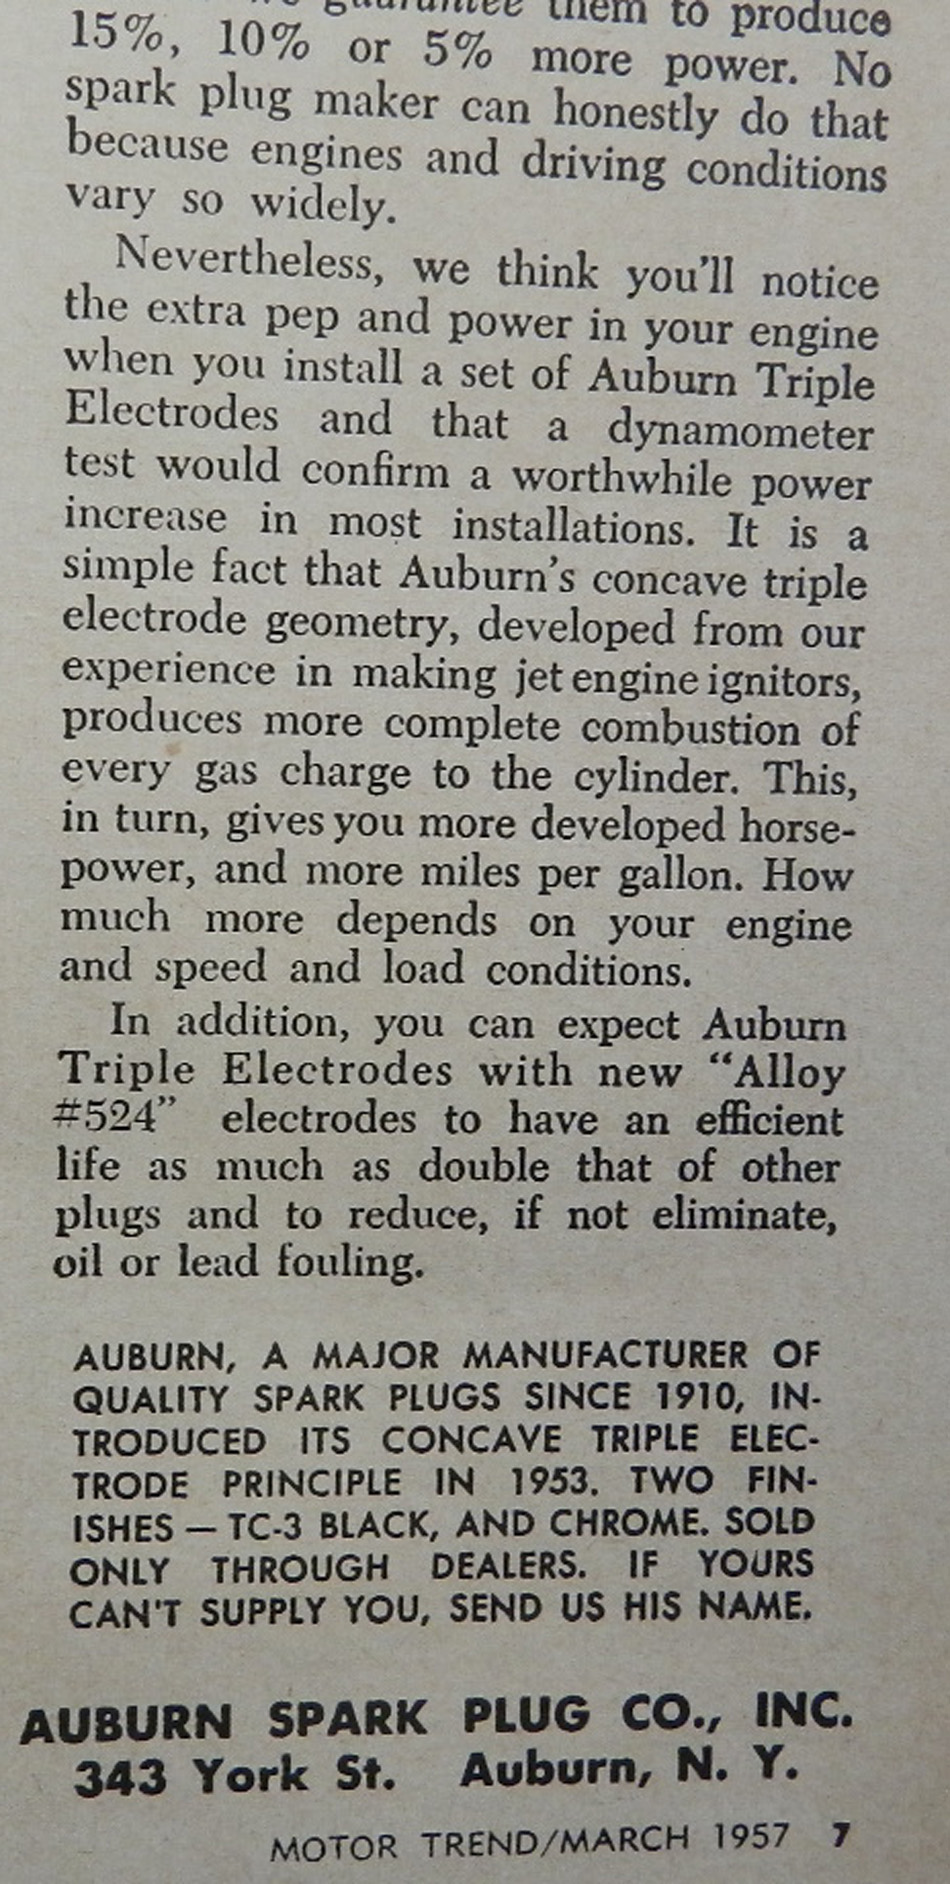 guarantee them to produce
15%, 10% or 5% more power. No
spark plug maker can honestly do that
because engines and driving conditions
vary so widely.
Nevertheless, we think you'll notice
the extra pep and power in your engine
when you install a set of Auburn Triple
Electrodes and that a dynamometer
test would confirm a worthwhile power
increase in most installations. It is a
simple fact that Auburn's concave triple
electrode geometry, developed from our
experience in making jet engine ignitors,
produces more complete combustion of
every gas charge to the cylinder. This,
in turn, gives you more developed horse-
power, and more miles per gallon. How
much more depends on your engine
and speed and load conditions.
In addition, you can expect Auburn
Triple Electrodes with new “Alloy
#524” electrodes to have an efficient
life as much as double that of other
plugs and to reduce, if not eliminate,
oil or lead fouling.
AUBURN, A MAJOR MANUFACTURER OF
QUALITY SPARK PLUGS SINCE 1910, IN-
TRODUCED ITS CONCAVE TRIPLE ELEC-
TRODE PRINCIPLE IN 1953. TWO FIN-
ISHES — TC-3 BLACK, AND CHROME. SOLD
ONLY THROUGH DEALERS. IF YOURS
CAN'T SUPPLY YOU, SEND US HIS NAME.
AUBURN SPARK PLUG CO., INC.
343 York St. Auburn, N. Y.
MOTOR TREND/MARCH 1957 7